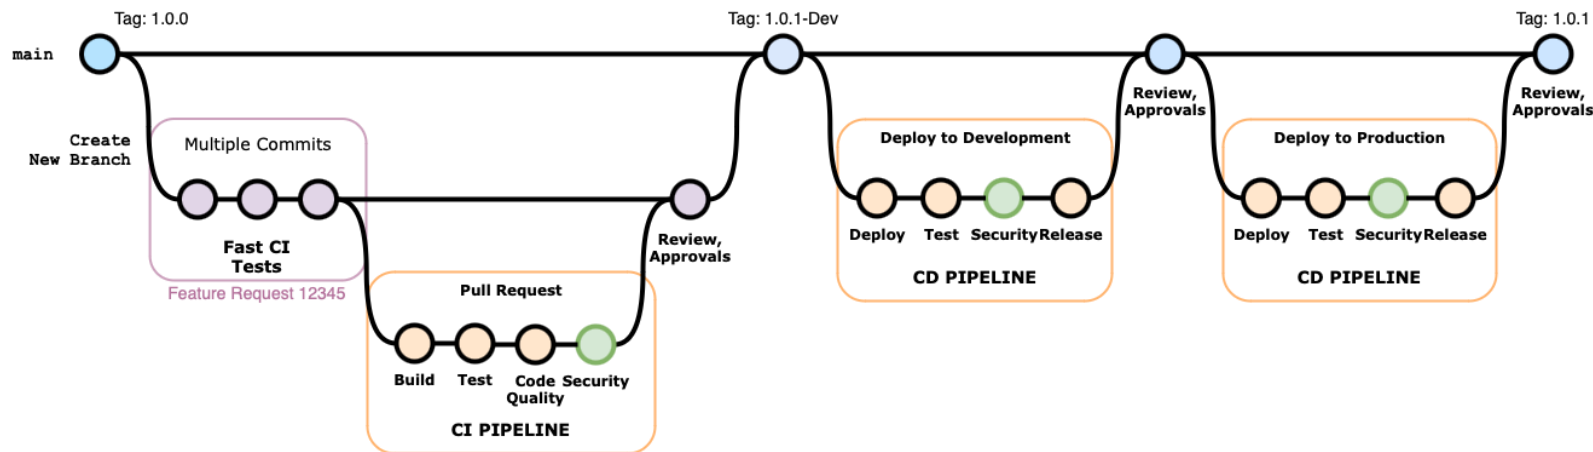 Tag: 1.0.0
Tag: 1.0.1-Dev
Tag: 1.0.1
main
Create
New Branch
Multiple Commits
Fast CI
Tests
Feature Request 12345
Pull Request
Build
Test
Code
Quality
Security
CI PIPELINE
Review,
Approvals
Deploy to Development
Deploy
Test
Security
Release
CD PIPELINE
Review,
Approvals
Deploy to Production
Deploy
Test
Security
Release
CD PIPELINE
Review,
Approvals